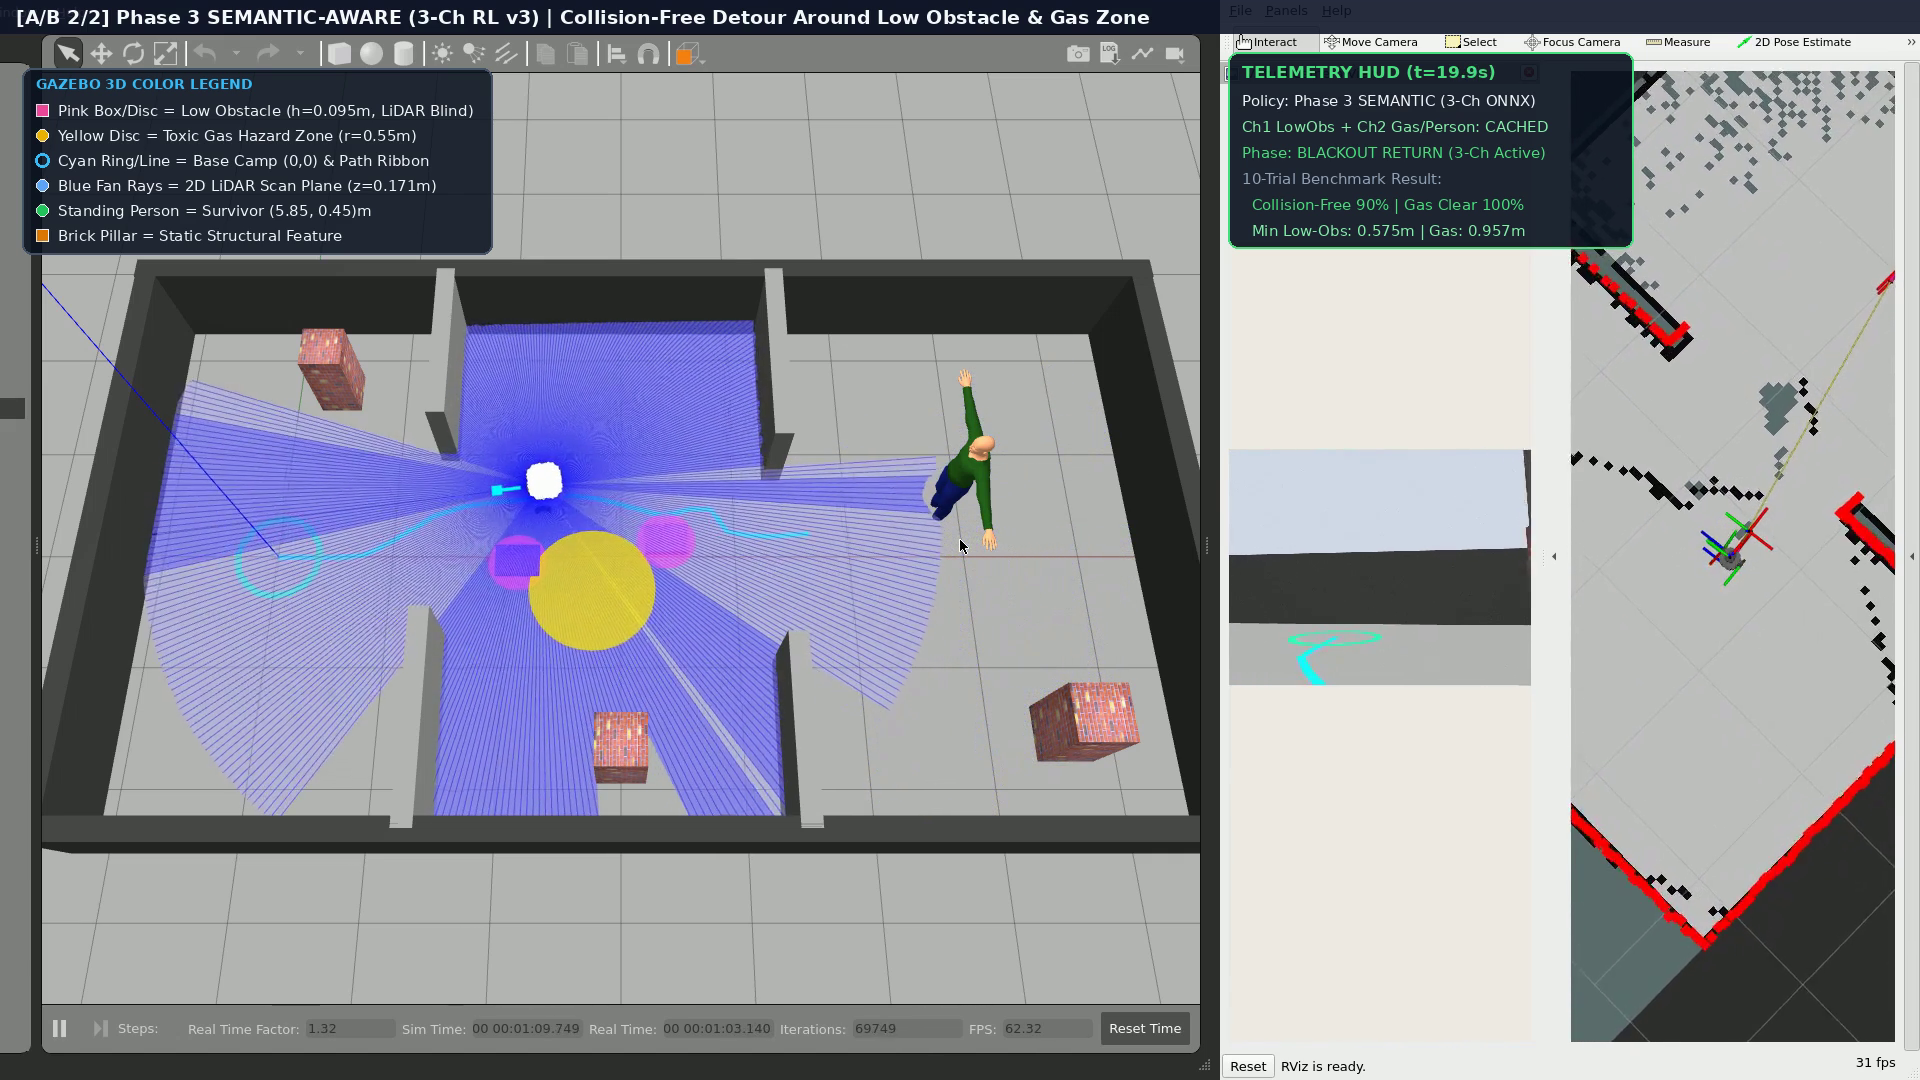 [A/B 2/2] Phase 3 SEMANTIC-AWARE (3-Ch RL v3) | Collision-Free Detour Around Low Obstacle & Gas Zone
File Panels Help
Interact Move Camera Select Focus Camera Measure 2D Pose Estimate »
LOG
GAZEBO 3D COLOR LEGEND
Pink Box/Disc = Low Obstacle (h=0.095m, LiDAR Blind)
Yellow Disc = Toxic Gas Hazard Zone (r=0.55m)
Cyan Ring/Line = Base Camp (0,0) & Path Ribbon
Blue Fan Rays = 2D LiDAR Scan Plane (z=0.171m)
Standing Person = Survivor (5.85, 0.45)m
Brick Pillar = Static Structural Feature
TELEMETRY HUD (t=19.9s)
Policy: Phase 3 SEMANTIC (3-Ch ONNX)
Ch1 LowObs + Ch2 Gas/Person: CACHED
Phase: BLACKOUT RETURN (3-Ch Active)
10-Trial Benchmark Result:
Collision-Free 90% | Gas Clear 100%
Min Low-Obs: 0.575m | Gas: 0.957m
Steps: Real Time Factor: 1.32 Sim Time: 00 00:01:09.749 Real Time: 00 00:01:03.140 Iterations: 69749 FPS: 62.32 Reset Time
Reset RViz is ready. 31 fps